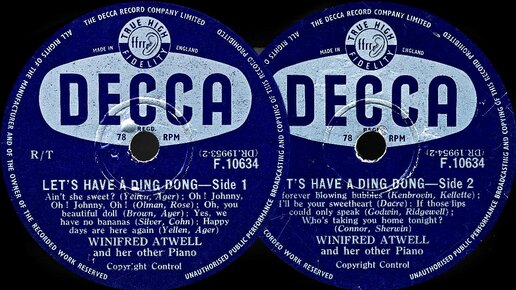 THE DECCA RECORD COMPANY LIMITED
ALL RIGHTS OF THE MANUFACTURER AND OF THE OWNER OF THE RECORDED WORK RESERVED
UNAUTHORISED PUBLIC PERFORMANCE BROADCASTING AND COPYING OF THIS RECORD PROHIBITED
TRUE HIGH FIDELITY
ffrr
MADE IN ENGLAND
DECCA
REGD.
78 RPM
(DR.19953-2)
R/T
F.10634
LET'S HAVE A DING DONG—Side 1
Ain't she sweet? (Yellen, Ager); Oh! Johnny,
Oh! Johnny, Oh! (Olman, Rose); Oh, you
beautiful doll (Brown, Ager); Yes, we have
no bananas (Silver, Cohn); Happy
days are here again (Yellen, Ager)
WINIFRED ATWELL
and her other Piano
Copyright Control
THE DECCA RECORD COMPANY LIMITED
UNAUTHORISED PUBLIC PERFORMANCE BROADCASTING AND COPYING OF THIS RECORD PROHIBITED
RECORDED WORK RESERVED
TRUE HIGH FIDELITY
ffrr
MADE IN ENGLAND
DECCA
REGD.
78 RPM
F.10634
T'S HAVE A DING DONG—Side 2
forever blowing bubbles (Kenbrovin, Kellette);
I'll be your sweetheart (Dacre); If those lips
could only speak (Godwin, Ridgewell);
Who's taking you home tonight?
(Connor, Sherwin)
WINIFRED ATWELL
and her other Piano
Copyright Control